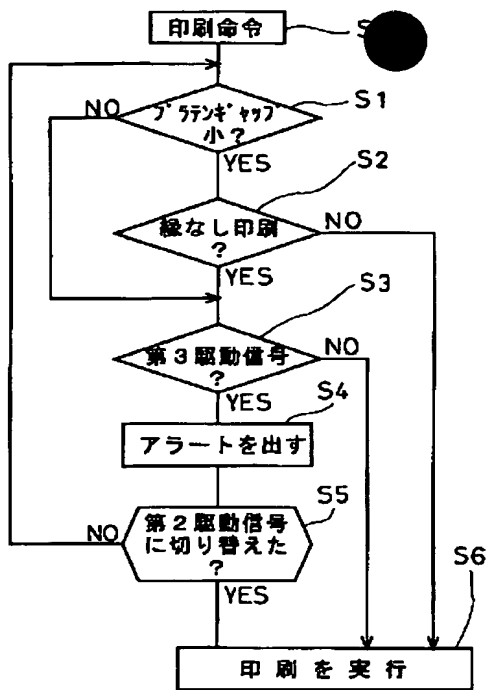 印刷命令
S
NO
プラテンギャップ
小?
S1
YES
S2
縁なし印刷
?
NO
YES
S3
第3駆動信号
?
NO
YES
S4
アラートを出す
S5
第2駆動信号
に切り替えた
?
NO
YES
S6
印刷を実行